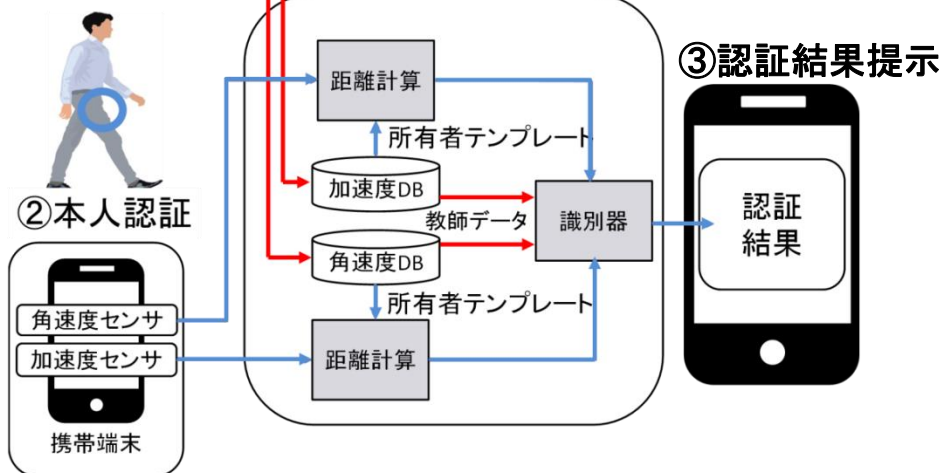 ③認証結果提示
距離計算
所有者テンプレート
加速度DB
②本人認証
教師データ
識別器
認証
結果
角速度DB
所有者テンプレート
角速度センサ
加速度センサ
距離計算
携帯端末